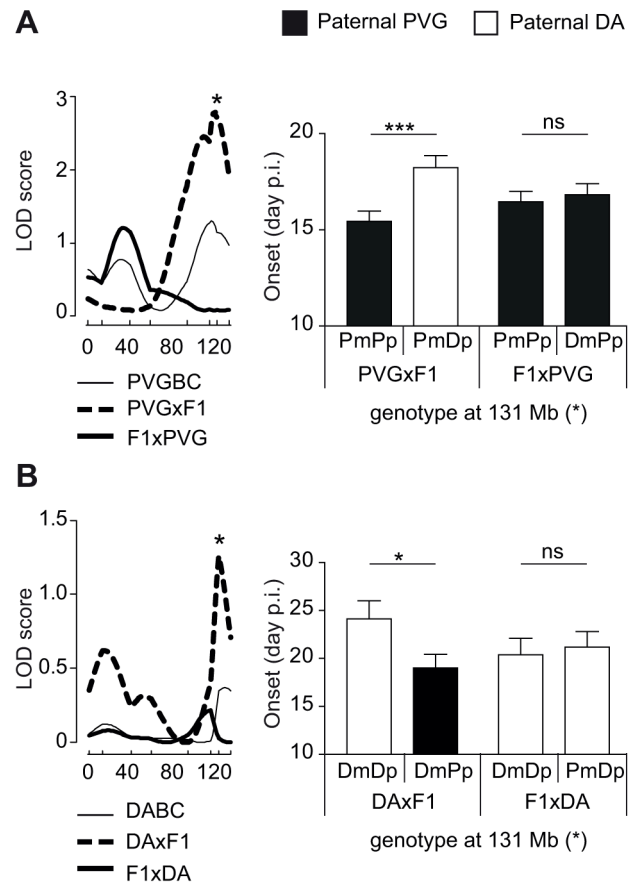 A
Paternal PVG
Paternal DA
3
2
1
0
LOD score
*
0 40 80 120
PVGBC
PVGxF1
F1xPVG
20
15
10
Onset (day p.i.)
*** ns
PmPp PmDp PmPp DmPp
PVGxF1 F1xPVG
genotype at 131 Mb (*)
B
1.5
1.0
0.5
0
LOD score
*
0 40 80 120
DABC
DAxF1
F1xDA
30
25
20
15
10
Onset (day p.i.)
* ns
DmDp DmPp DmDp PmDp
DAxF1 F1xDA
genotype at 131 Mb (*)